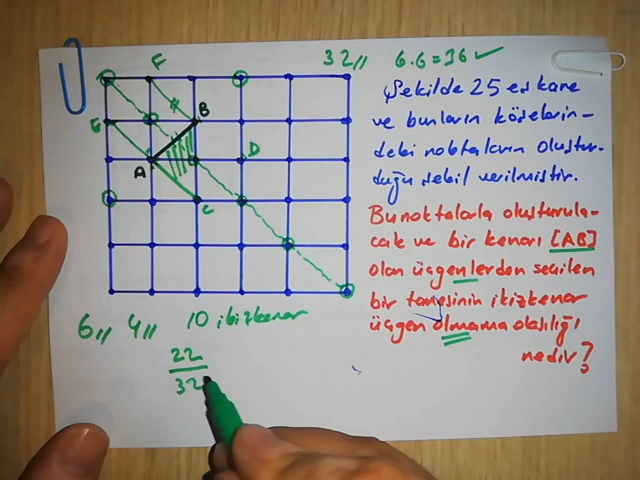 32,, 6.6=36 ✓
Şekilde 25 eş kare
ve bunların köşelerin-
deki noktaların oluştur-
duğu şekil verilmiştir.
Bu noktalarla oluşturula-
cak ve bir kenarı [AB]
olan üçgenlerden seçilen
bir tanesinin ikizkenar
üçgen olmama olasılığı
nedir?
F
B
E
D
A
C
6,, 4,, 10 ikizkenar
22
32